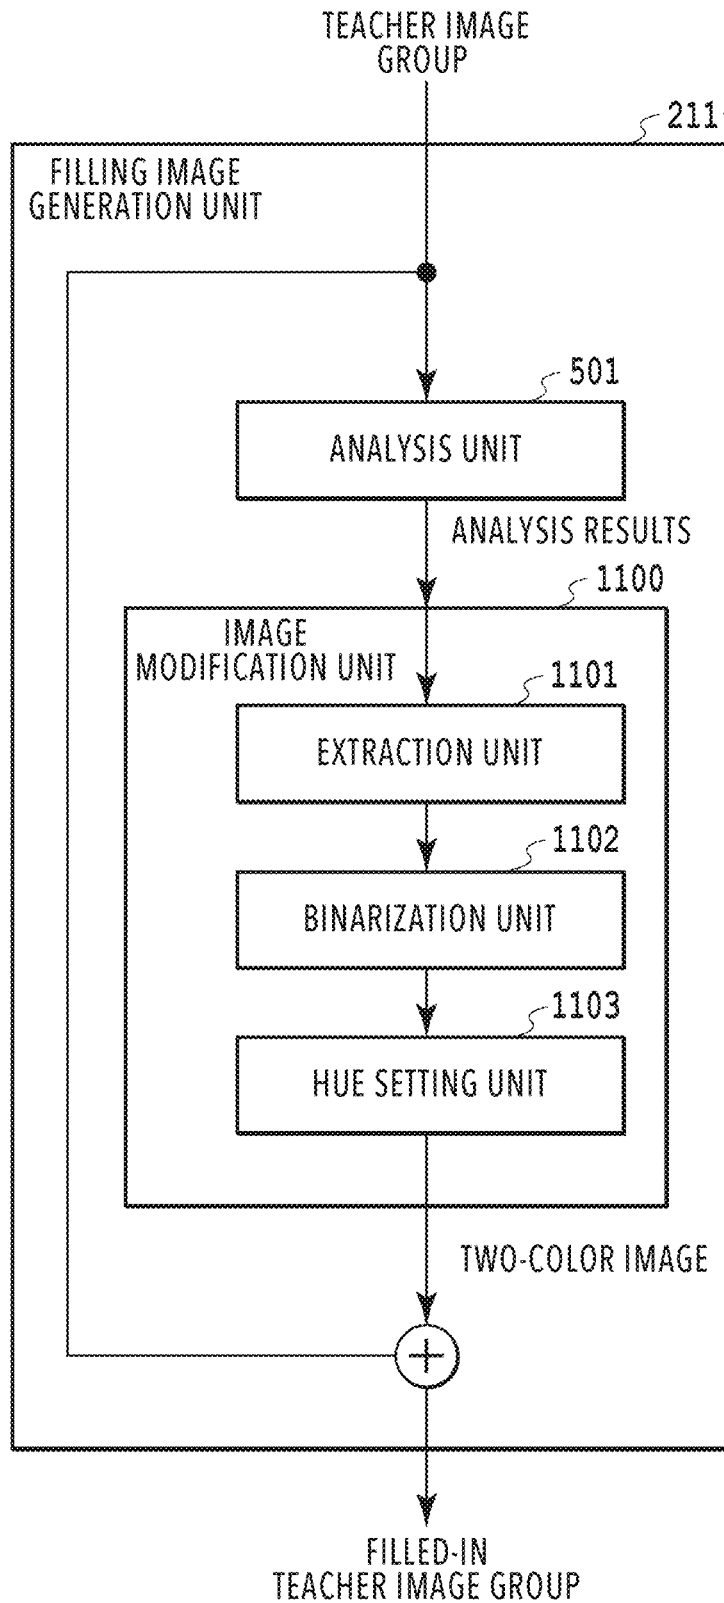 TEACHER IMAGE
GROUP
211
FILLING IMAGE
GENERATION UNIT
501
ANALYSIS UNIT
ANALYSIS RESULTS
1100
IMAGE
MODIFICATION UNIT
1101
EXTRACTION UNIT
1102
BINARIZATION UNIT
1103
HUE SETTING UNIT
TWO-COLOR IMAGE
+
FILLED-IN
TEACHER IMAGE GROUP